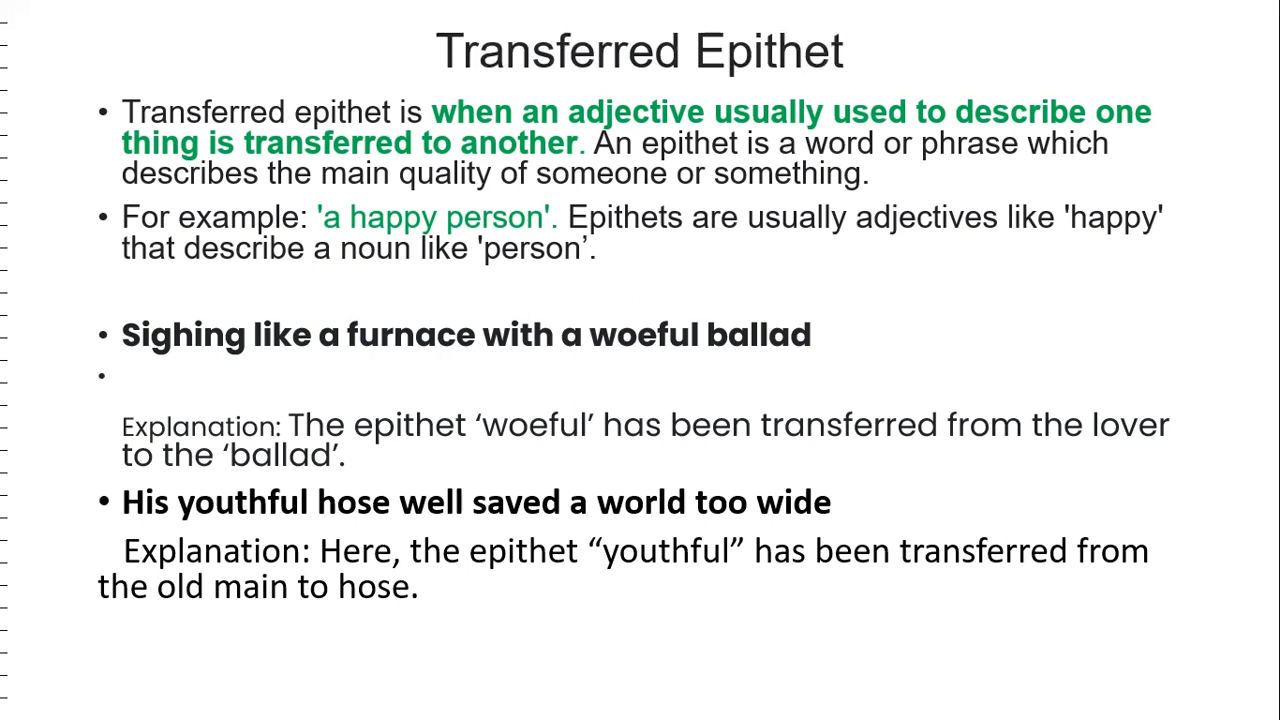 Transferred Epithet
• Transferred epithet is when an adjective usually used to describe one
thing is transferred to another. An epithet is a word or phrase which
describes the main quality of someone or something.
• For example: 'a happy person'. Epithets are usually adjectives like 'happy'
that describe a noun like 'person’.
• Sighing like a furnace with a woeful ballad
•
Explanation: The epithet ‘woeful’ has been transferred from the lover
to the ‘ballad’.
• His youthful hose well saved a world too wide
Explanation: Here, the epithet “youthful” has been transferred from
the old main to hose.